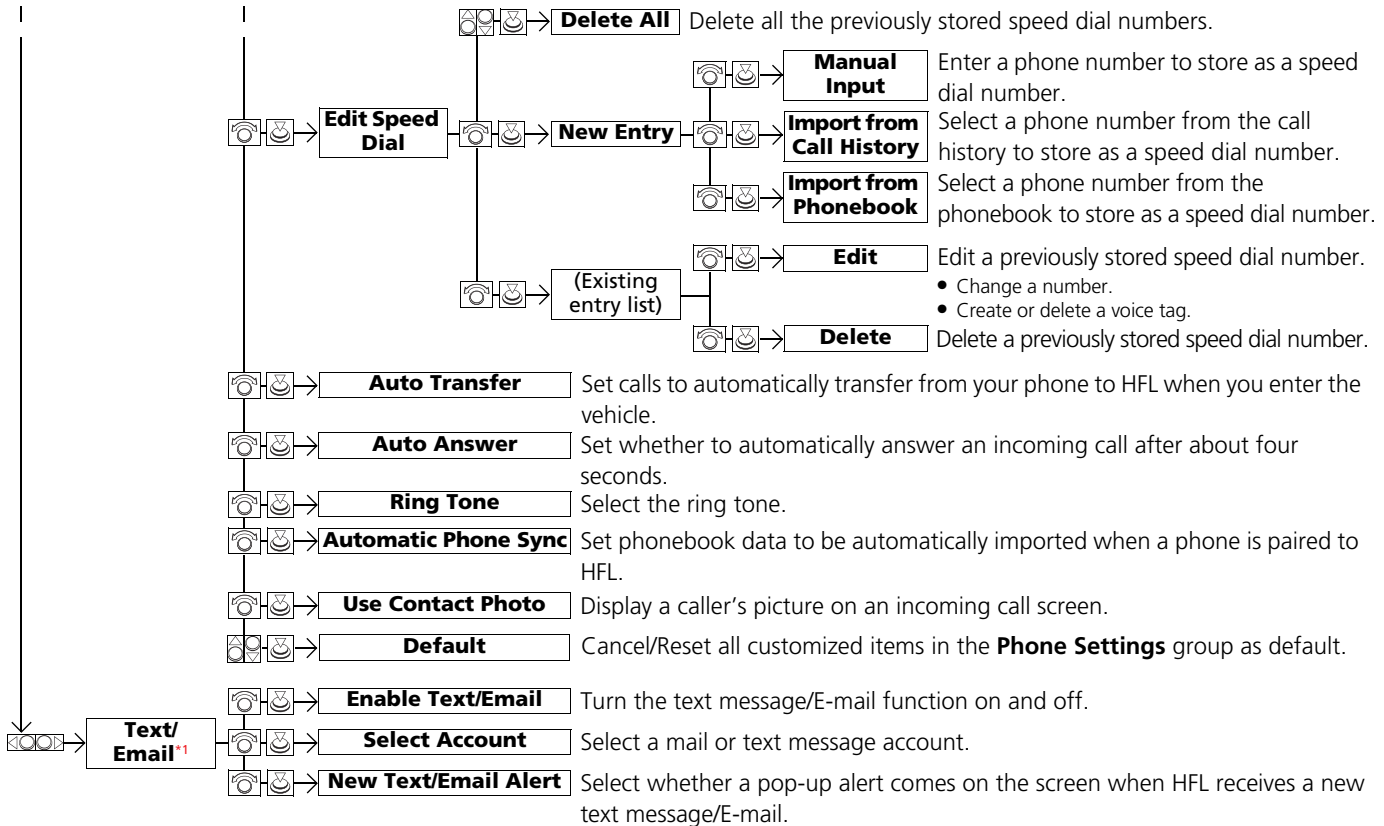 Delete All Delete all the previously stored speed dial numbers.
Manual
Input
Enter a phone number to store as a speed
dial number.
Edit Speed
Dial
New Entry
Import from
Call History
Select a phone number from the call
history to store as a speed dial number.
Import from
Phonebook
Select a phone number from the
phonebook to store as a speed dial number.
(Existing
entry list)
Edit Edit a previously stored speed dial number.
• Change a number.
• Create or delete a voice tag.
Delete Delete a previously stored speed dial number.
Auto Transfer Set calls to automatically transfer from your phone to HFL when you enter the
vehicle.
Auto Answer Set whether to automatically answer an incoming call after about four
seconds.
Ring Tone Select the ring tone.
Automatic Phone Sync Set phonebook data to be automatically imported when a phone is paired to
HFL.
Use Contact Photo Display a caller's picture on an incoming call screen.
Default Cancel/Reset all customized items in the Phone Settings group as default.
Text/
Email*1
Enable Text/Email Turn the text message/E-mail function on and off.
Select Account Select a mail or text message account.
New Text/Email Alert Select whether a pop-up alert comes on the screen when HFL receives a new
text message/E-mail.